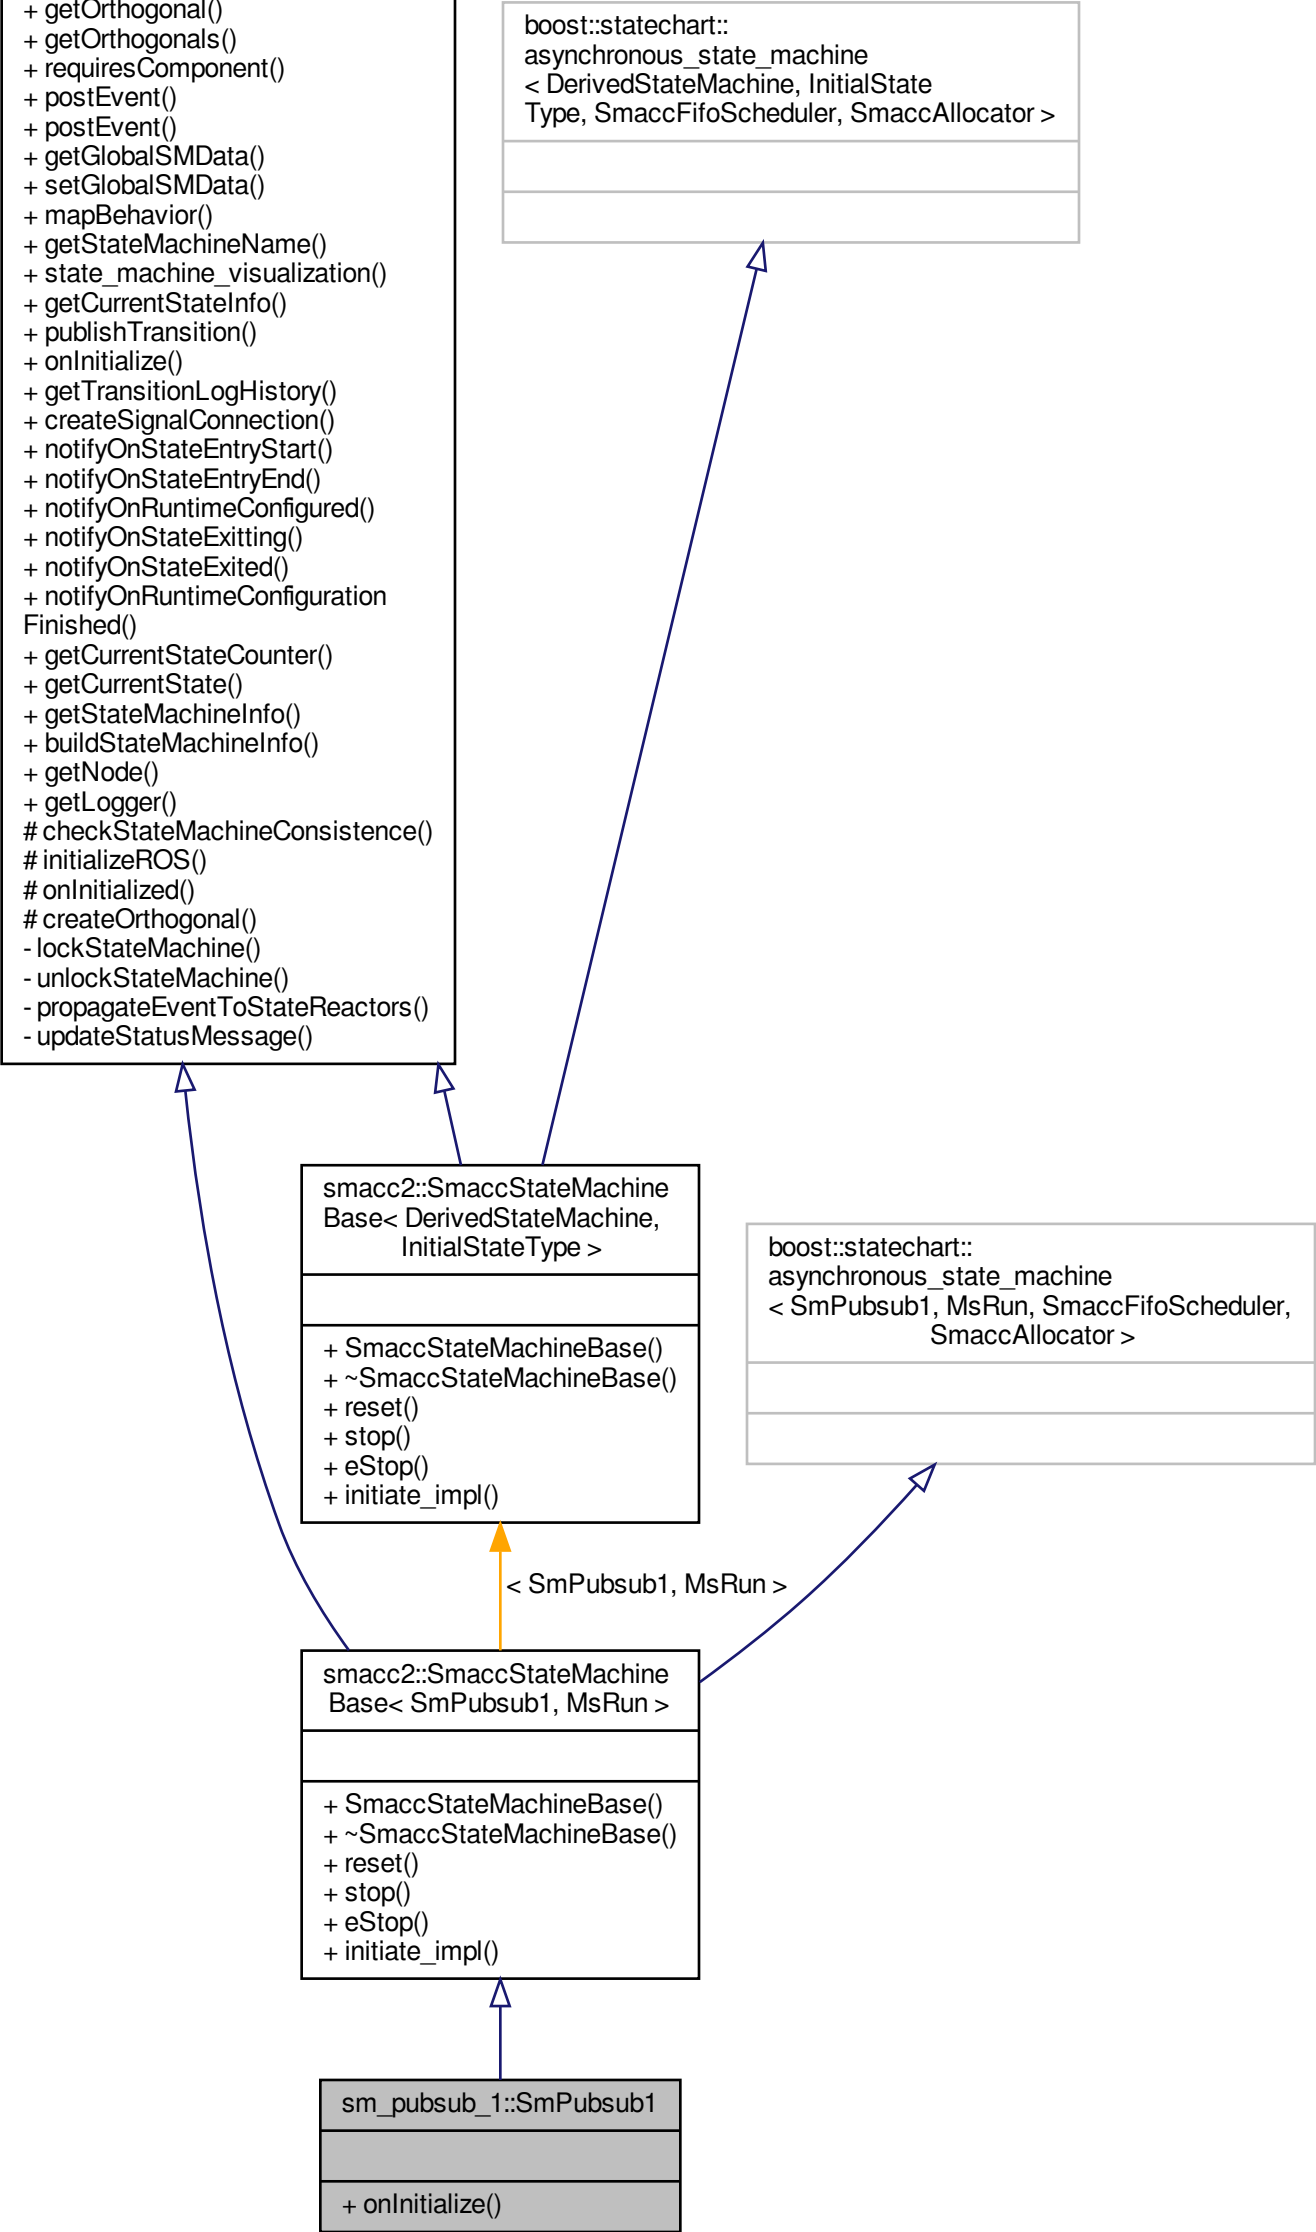 + getOrthogonal()
+ getOrthogonals()
+ requiresComponent()
+ postEvent()
+ postEvent()
+ getGlobalSMData()
+ setGlobalSMData()
+ mapBehavior()
+ getStateMachineName()
+ state_machine_visualization()
+ getCurrentStateInfo()
+ publishTransition()
+ onInitialize()
+ getTransitionLogHistory()
+ createSignalConnection()
+ notifyOnStateEntryStart()
+ notifyOnStateEntryEnd()
+ notifyOnRuntimeConfigured()
+ notifyOnStateExitting()
+ notifyOnStateExited()
+ notifyOnRuntimeConfiguration
Finished()
+ getCurrentStateCounter()
+ getCurrentState()
+ getStateMachineInfo()
+ buildStateMachineInfo()
+ getNode()
+ getLogger()
# checkStateMachineConsistence()
# initializeROS()
# onInitialized()
# createOrthogonal()
- lockStateMachine()
- unlockStateMachine()
- propagateEventToStateReactors()
- updateStatusMessage()
boost::statechart::
asynchronous_state_machine
< DerivedStateMachine, InitialState
Type, SmaccFifoScheduler, SmaccAllocator >
smacc2::SmaccStateMachine
Base< DerivedStateMachine,
InitialStateType >
+ SmaccStateMachineBase()
+ ~SmaccStateMachineBase()
+ reset()
+ stop()
+ eStop()
+ initiate_impl()
boost::statechart::
asynchronous_state_machine
< SmPubsub1, MsRun, SmaccFifoScheduler,
SmaccAllocator >
< SmPubsub1, MsRun >
smacc2::SmaccStateMachine
Base< SmPubsub1, MsRun >
+ SmaccStateMachineBase()
+ ~SmaccStateMachineBase()
+ reset()
+ stop()
+ eStop()
+ initiate_impl()
sm_pubsub_1::SmPubsub1
+ onInitialize()